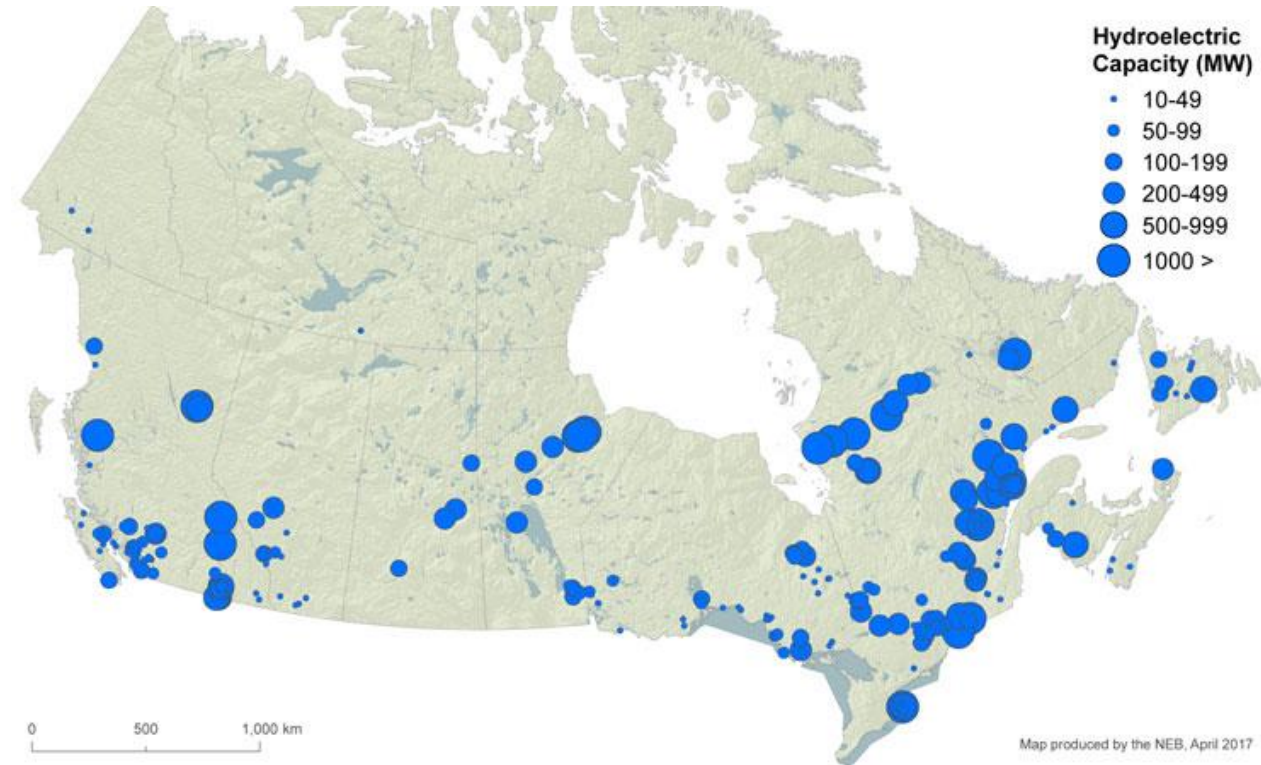 Hydroelectric
Capacity (MW)
10-49
50-99
100-199
200-499
500-999
1000 >
0 500 1,000 km
Map produced by the NEB, April 2017